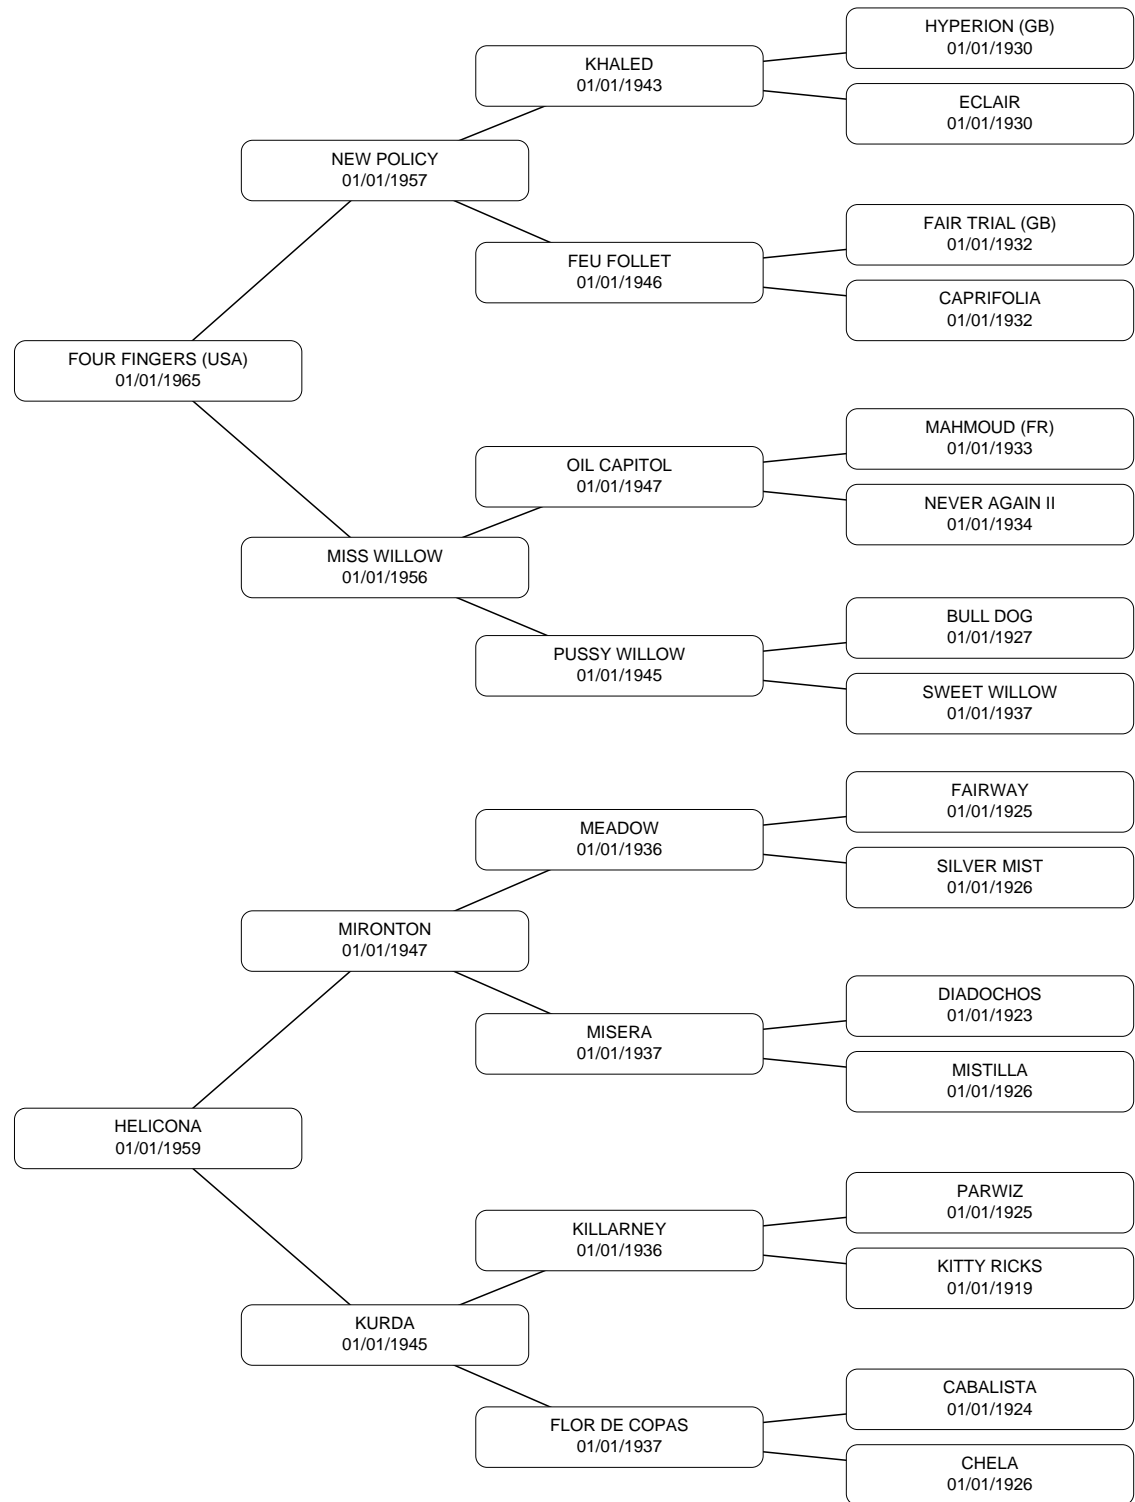 HYPERION (GB)
01/01/1930
KHALED
01/01/1943
ECLAIR
01/01/1930
NEW POLICY
01/01/1957
FAIR TRIAL (GB)
01/01/1932
FEU FOLLET
01/01/1946
CAPRIFOLIA
01/01/1932
FOUR FINGERS (USA)
01/01/1965
MAHMOUD (FR)
01/01/1933
OIL CAPITOL
01/01/1947
NEVER AGAIN II
01/01/1934
MISS WILLOW
01/01/1956
BULL DOG
01/01/1927
PUSSY WILLOW
01/01/1945
SWEET WILLOW
01/01/1937
FAIRWAY
01/01/1925
MEADOW
01/01/1936
SILVER MIST
01/01/1926
MIRONTON
01/01/1947
DIADOCHOS
01/01/1923
MISERA
01/01/1937
MISTILLA
01/01/1926
HELICONA
01/01/1959
PARWIZ
01/01/1925
KILLARNEY
01/01/1936
KITTY RICKS
01/01/1919
KURDA
01/01/1945
CABALISTA
01/01/1924
FLOR DE COPAS
01/01/1937
CHELA
01/01/1926